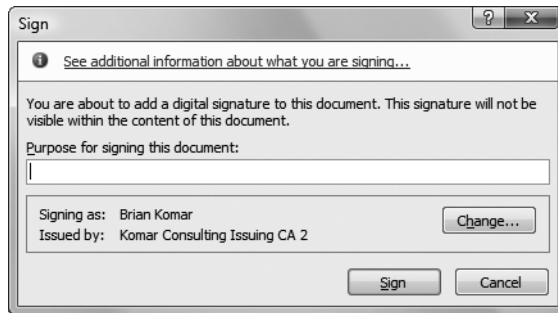 Sign
?
X
See additional information about what you are signing...
You are about to add a digital signature to this document. This signature will not be
visible within the content of this document.
Purpose for signing this document:
Signing as: Brian Komar
Change...
Issued by: Komar Consulting Issuing CA 2
Sign
Cancel